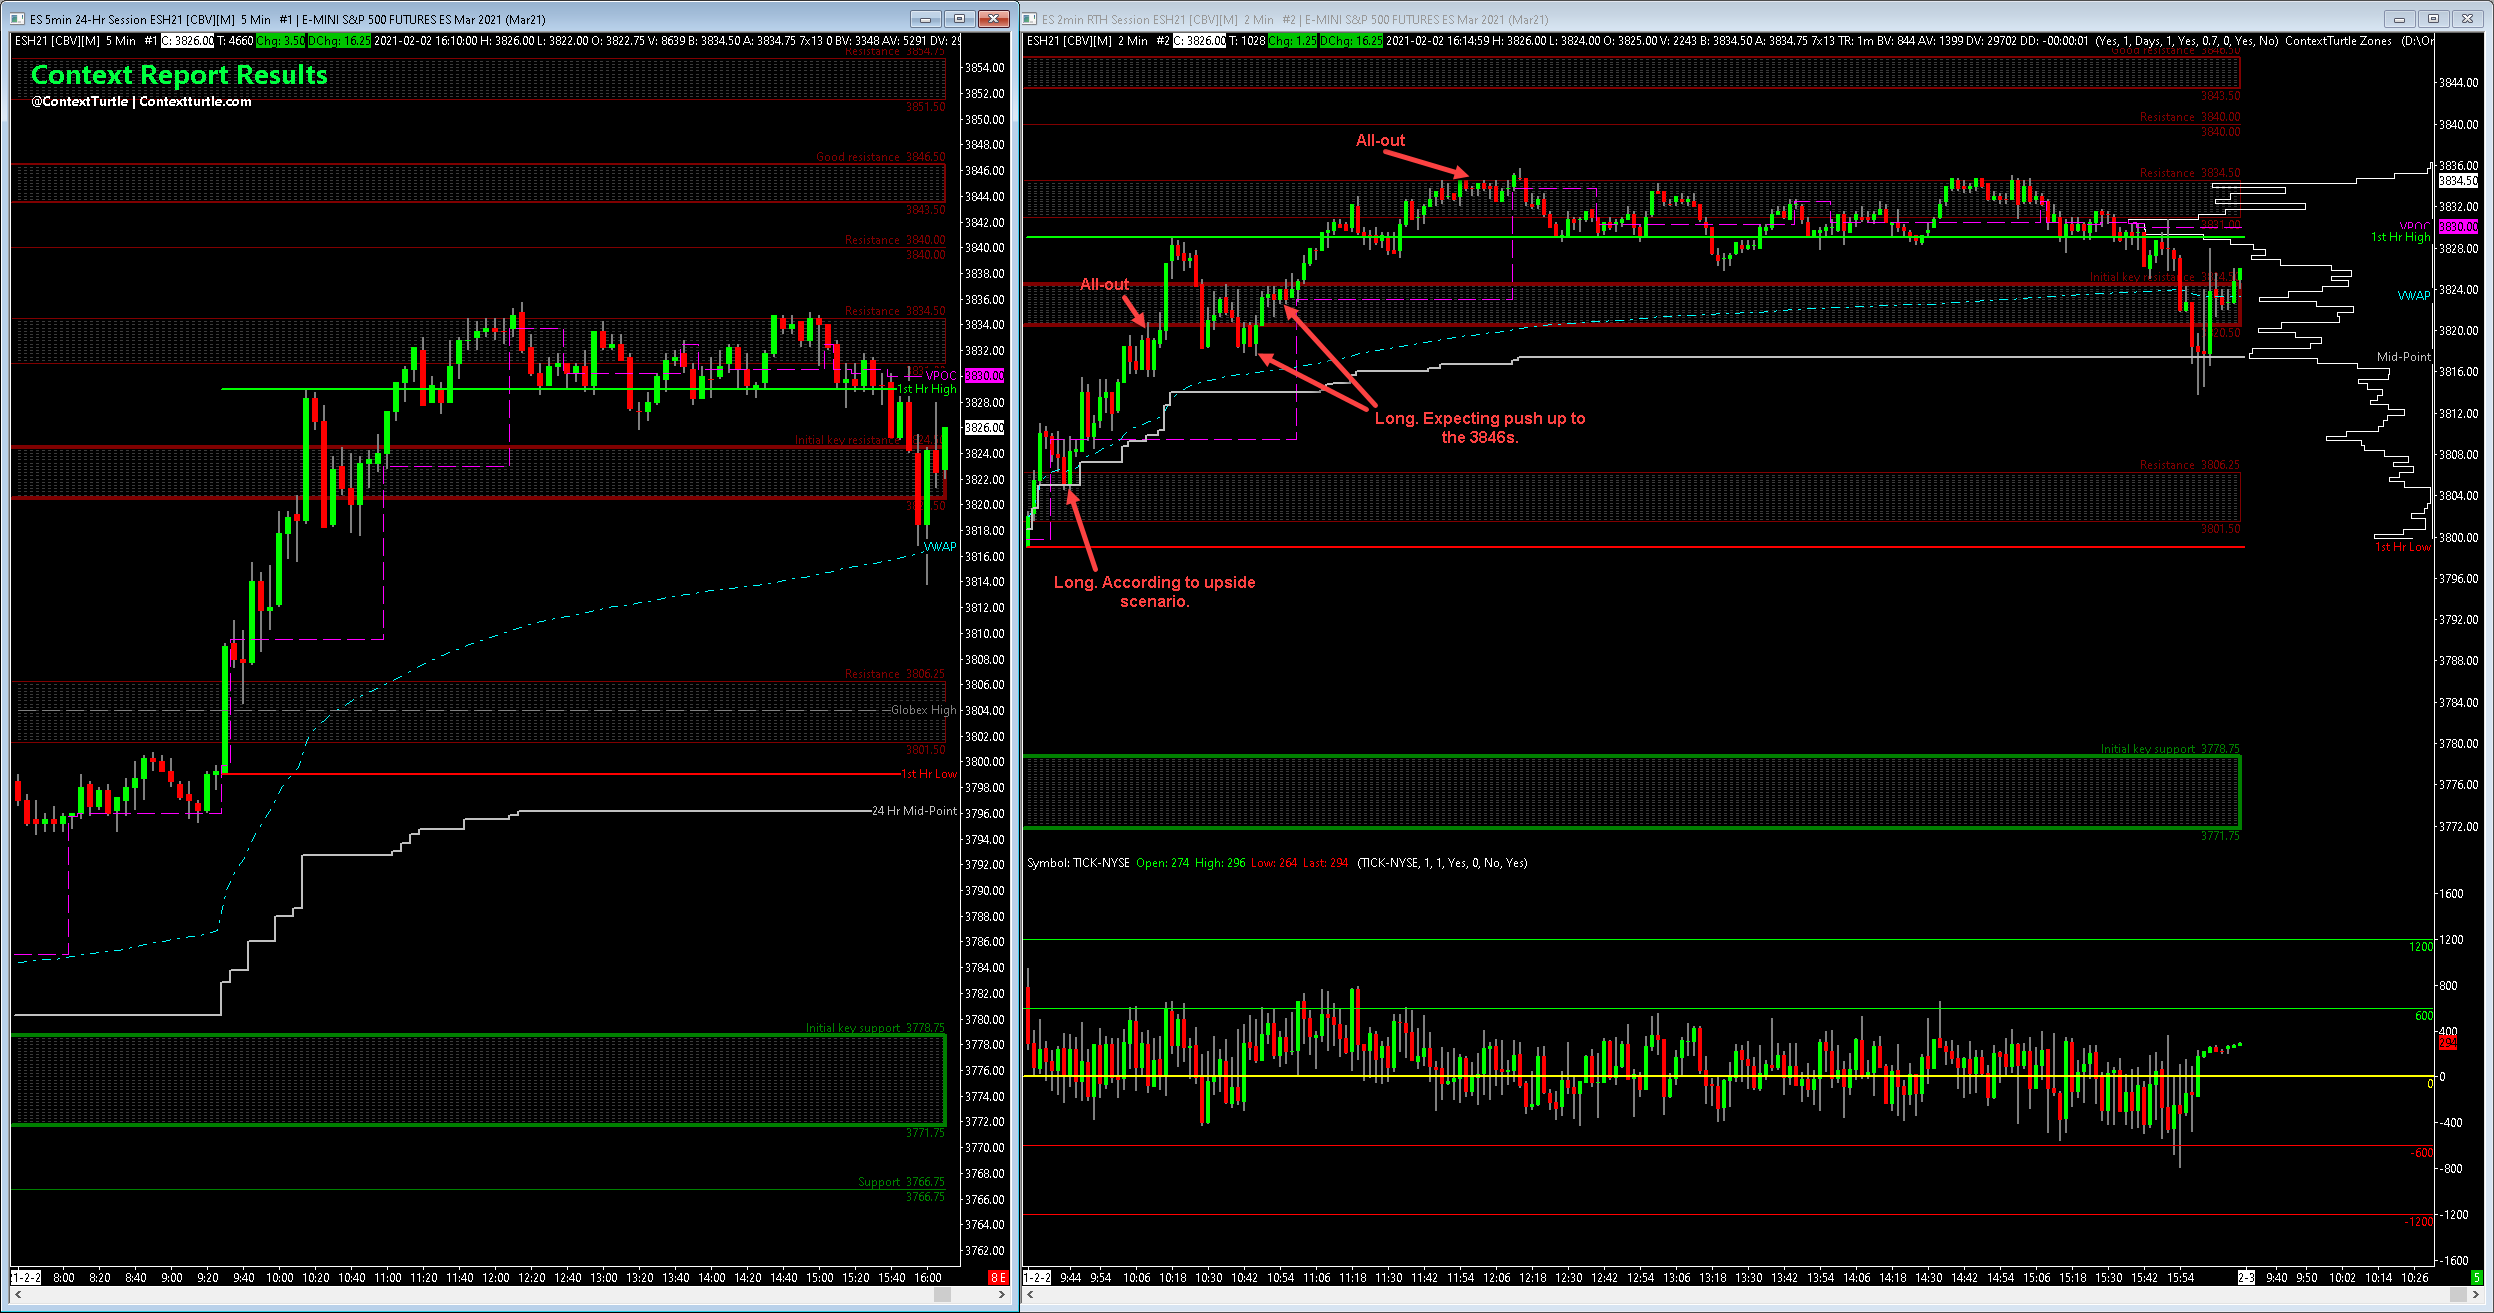 ES 5min 24-Hr Session ESH21 [CBV][M] 5 Min #1 | E-MINI S&P 500 FUTURES ES Mar 2021 (Mar21)
ESH21 [CBV][M] 5 Min #1 C: 3826.00 T: 4660 Chg: 3.50 DChg: 16.25 2021-02-02 16:10:00 H: 3826.00 L: 3822.00 O: 3822.75 V: 8639 B: 3834.50 A: 3834.75 7x13 0 BV: 3348 AV: 5291 DV:
Context Report Results
@ContextTurtle | Contextturtle.com
3851.50
Good resistance 3846.50
3843.50
Resistance 3840.00
3840.00
Resistance 3834.50
VPOC
1st Hr High
Initial key resistance
VWAP
Resistance 3806.25
Globex High
3801.50
1st Hr Low
24 Hr Mid-Point
Initial key support 3778.75
3771.75
Support 3766.75
3766.75
3854.00
3852.00
3850.00
3848.00
3846.00
3844.00
3842.00
3840.00
3838.00
3836.00
3834.00
3832.00
3830.00
3828.00
3826.00
3824.00
3822.00
3820.00
3818.00
3816.00
3814.00
3812.00
3810.00
3808.00
3806.00
3804.00
3802.00
3800.00
3798.00
3796.00
3794.00
3792.00
3790.00
3788.00
3786.00
3784.00
3782.00
3780.00
3778.00
3776.00
3774.00
3772.00
3770.00
3768.00
3766.00
3764.00
3762.00
1-2-2 8:00 8:20 8:40 9:00 9:20 9:40 10:00 10:20 10:40 11:00 11:20 11:40 12:00 12:20 12:40 13:00 13:20 13:40 14:00 14:20 14:40 15:00 15:20 15:40 16:00 8 E
ES 2min RTH Session ESH21 [CBV][M] 2 Min #2 | E-MINI S&P 500 FUTURES ES Mar 2021 (Mar21)
ESH21 [CBV][M] 2 Min #2 C: 3826.00 T: 1028 Chg: 1.25 DChg: 16.25 2021-02-02 16:14:59 H: 3826.00 L: 3824.00 O: 3825.00 V: 2243 B: 3834.50 A: 3834.75 7x13 TR: 1m BV: 844 AV: 1399 DV: 29702 DD: -00:00:01 (Yes, 1, Days, 1, Yes, 0.7, 0, Yes, No) ContextTurtle Zones (D:\Or
3843.50
Resistance 3840.00
3840.00
All-out
Resistance 3834.50
3831.00
VPOC
1st Hr High
Initial key resistance
All-out
VWAP
Mid-Point
Long. Expecting push up to
the 3846s.
Resistance 3806.25
3801.50
1st Hr Low
Long. According to upside
scenario.
Initial key support 3778.75
3771.75
3844.00
3840.00
3836.00
3834.50
3832.00
3830.00
3828.00
3824.00
3820.00
3816.00
3812.00
3808.00
3804.00
3800.00
3796.00
3792.00
3788.00
3784.00
3780.00
3776.00
3772.00
Symbol: TICK-NYSE Open: 274 High: 296 Low: 264 Last: 294 (TICK-NYSE, 1, 1, Yes, 0, No, Yes)
1600
1200 1200
800
600
400
294
0 0
-400
-600
-800
-1200 -1200
-1600
1-2-2 9:44 9:54 10:06 10:18 10:30 10:42 10:54 11:06 11:18 11:30 11:42 11:54 12:06 12:18 12:30 12:42 12:54 13:06 13:18 13:30 13:42 13:54 14:06 14:18 14:30 14:42 14:54 15:06 15:18 15:30 15:42 15:54 2-3 9:40 9:50 10:02 10:14 10:26 5